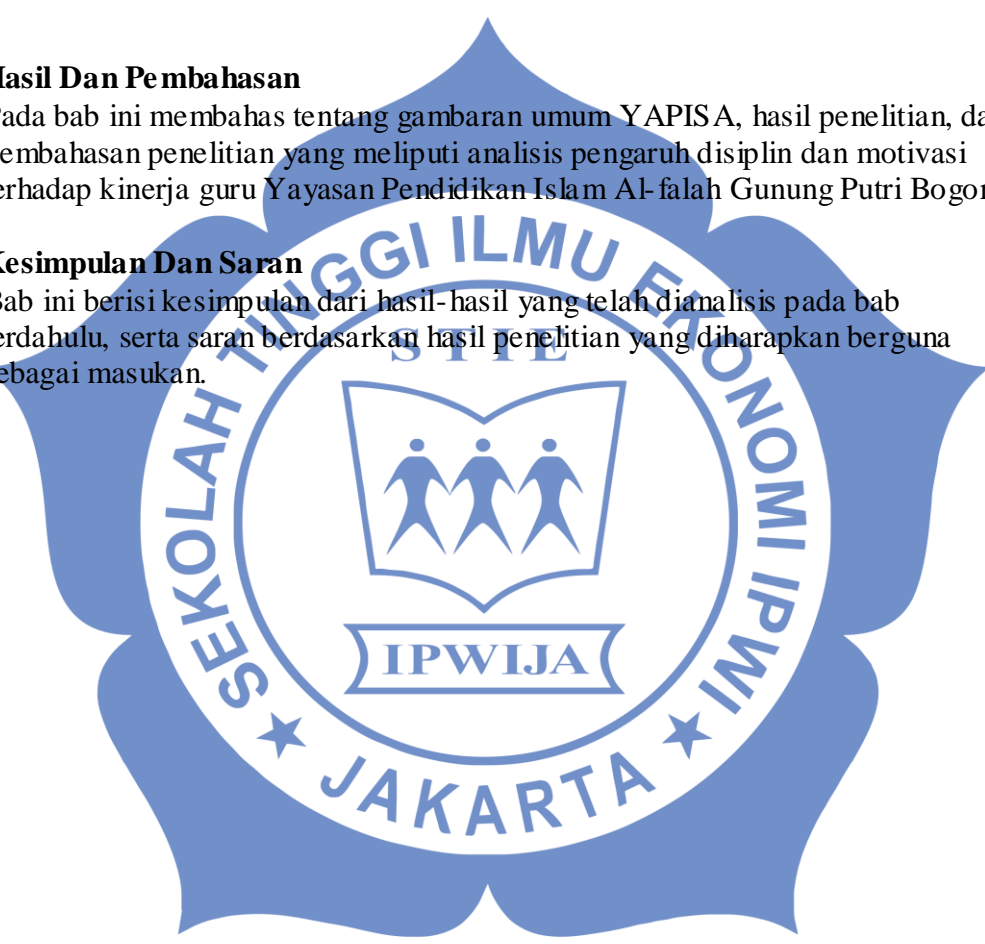 Hasil Dan Pembahasan
Pada bab ini membahas tentang gambaran umum YAPISA, hasil penelitian, da
pembahasan penelitian yang meliputi analisis pengaruh disiplin dan motivasi
terhadap kinerja guru Yayasan Pendidikan Islam Al-falah Gunung Putri Bogor
Kesimpulan Dan Saran
Bab ini berisi kesimpulan dari hasil-hasil yang telah dianalisis pada bab
terdahulu, serta saran berdasarkan hasil penelitian yang diharapkan berguna
sebagai masukan.
SEKOLAH TINGGI ILMU EKONOMI IPWI
STIE
IPWIJA
JAKARTA